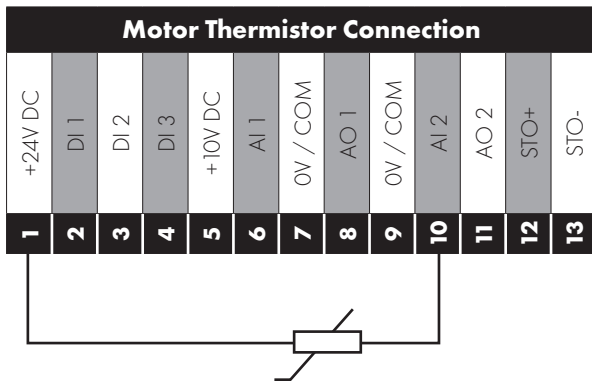 Motor Thermistor Connection
+24V DC
DI 1
DI 2
DI 3
+10V DC
AI 1
0V / COM
AO 1
0V / COM
AI 2
AO 2
STO+
STO-
1 2 3 4 5 6 7 8 9 10 11 12 13